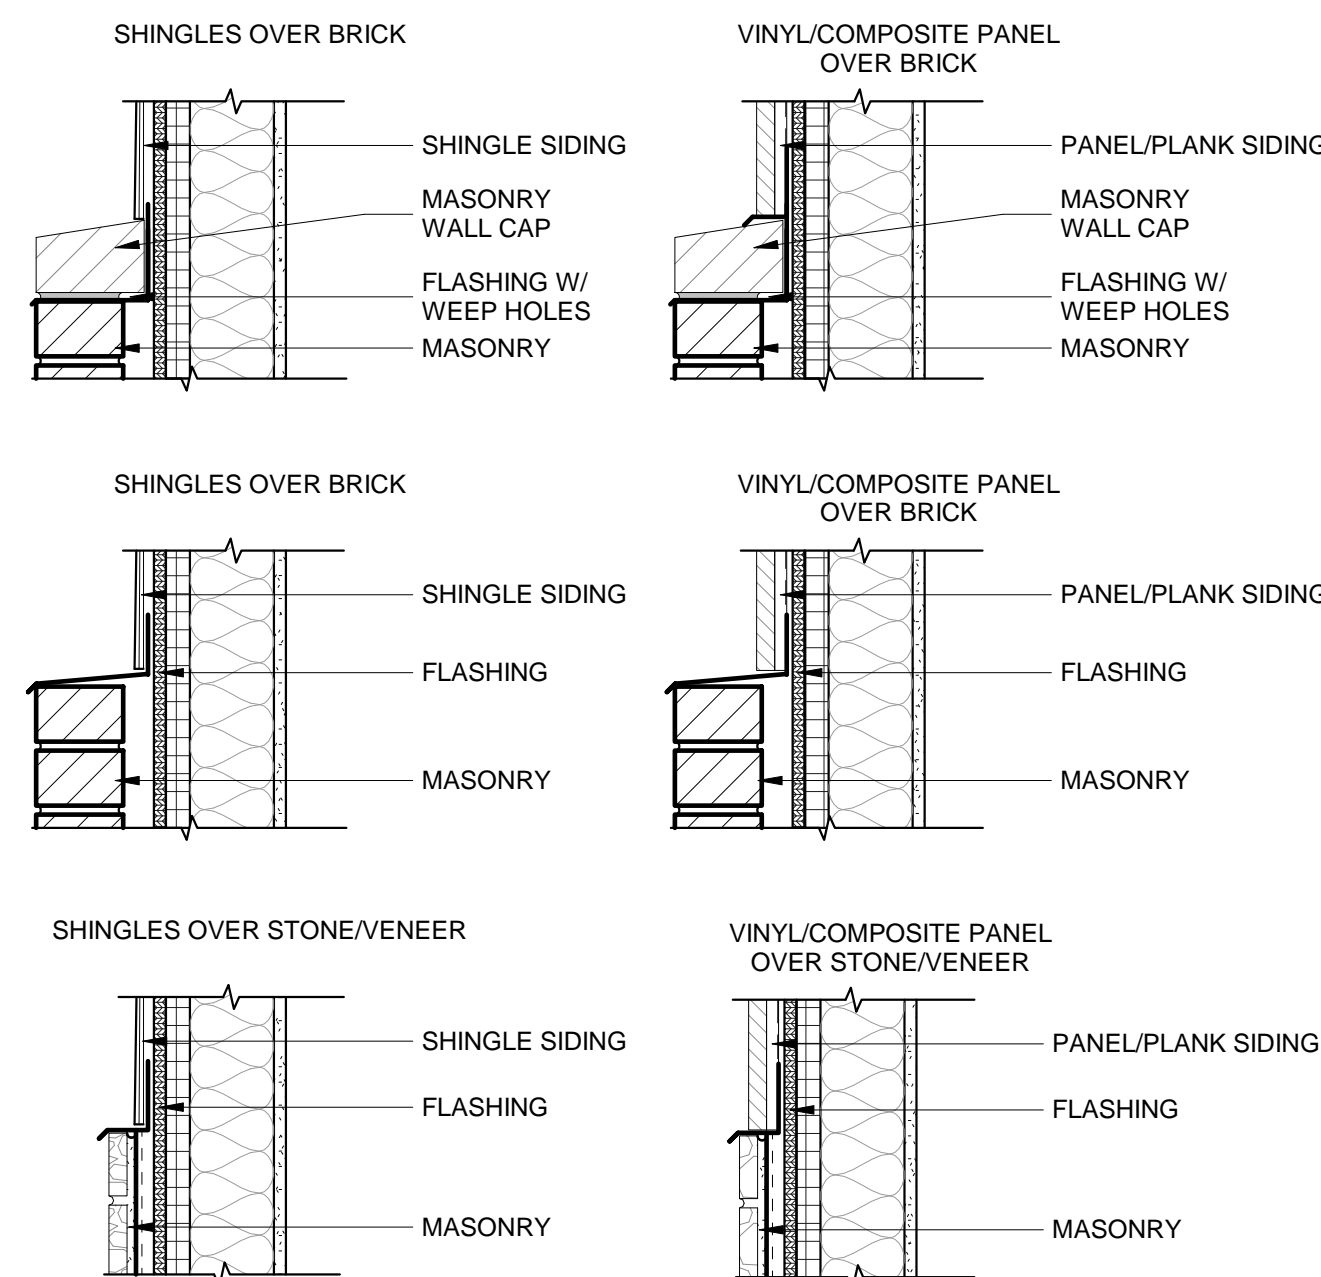 SHINGLES OVER BRICK
SHINGLE SIDING
MASONRY
WALL CAP
FLASHING W/
WEEP HOLES
MASONRY
VINYL/COMPOSITE PANEL
OVER BRICK
PANEL/PLANK SIDING
MASONRY
WALL CAP
FLASHING W/
WEEP HOLES
MASONRY
SHINGLES OVER BRICK
SHINGLE SIDING
FLASHING
MASONRY
VINYL/COMPOSITE PANEL
OVER BRICK
PANEL/PLANK SIDING
FLASHING
MASONRY
SHINGLES OVER STONE/VENEER
SHINGLE SIDING
FLASHING
MASONRY
VINYL/COMPOSITE PANEL
OVER STONE/VENEER
PANEL/PLANK SIDING
FLASHING
MASONRY